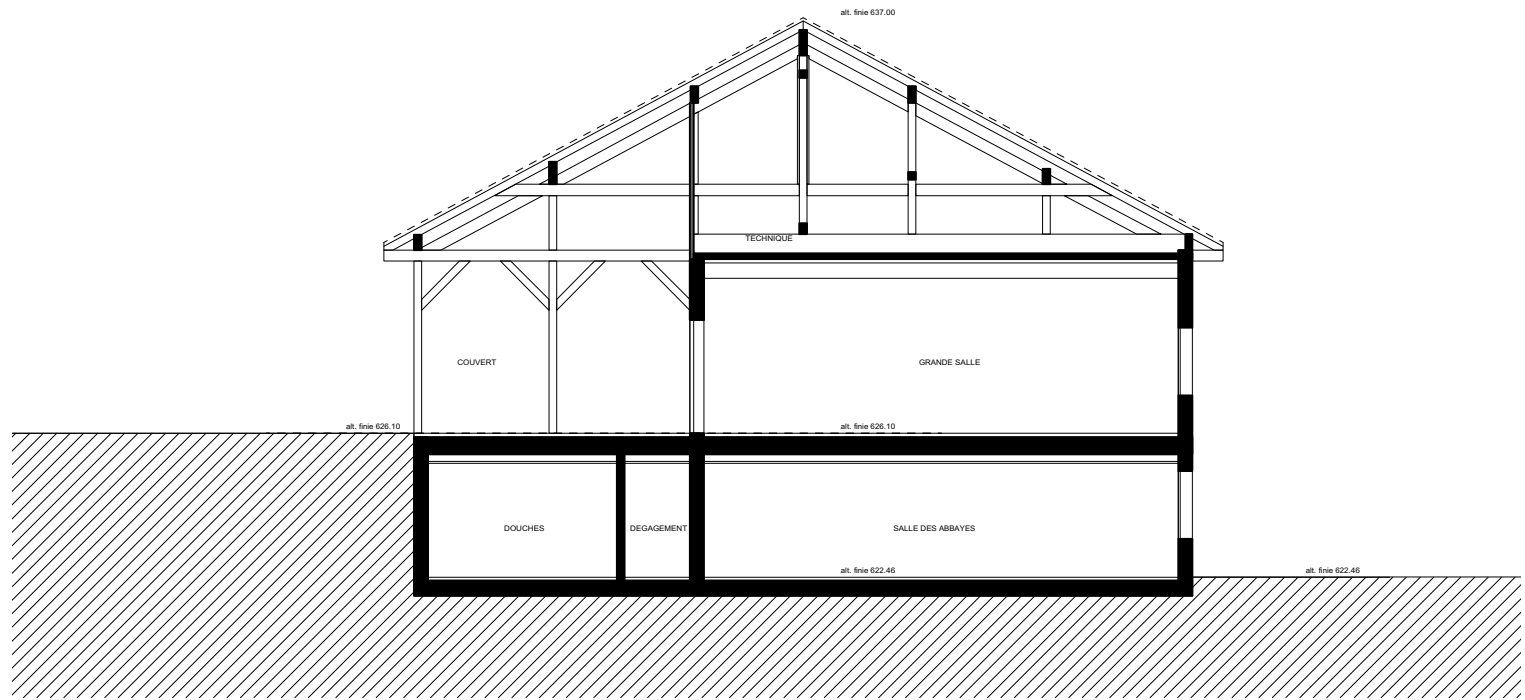 alt. finie 637.00
TECHNIQUE
COUVERT
GRANDE SALLE
alt. finie 626.10
alt. finie 626.10
DOUCHES
DEGAGEMENT
SALLE DES ABBAYES
alt. finie 622.46
alt. finie 622.46